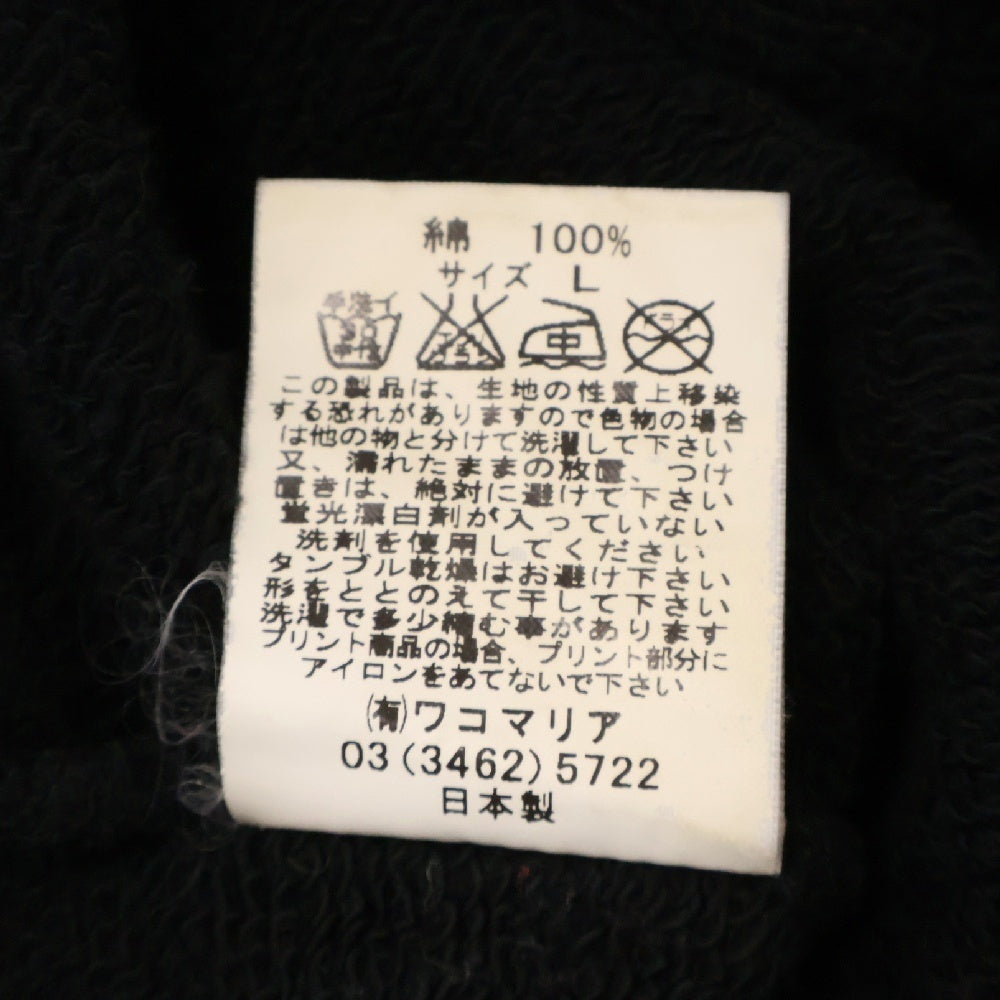 綿 100%
サイズ L
手洗イ
中 ドライ
この製品は、生地の性質上移染
する恐れがありますので色物の場合
は他の物と分けて洗濯して下さい
又、濡れたままの放置、つけ
置きは、絶対に避けて下さい
蛍光漂白剤が入っていない
洗剤を使用してください
タンブル乾燥はお避け下さい
形をととのえて干して下さい
洗濯で多少縮む事があります
プリント商品の場合、プリント部分に
アイロンをあてないで下さい
㈲ワコマリア
03(3462)5722
日本製